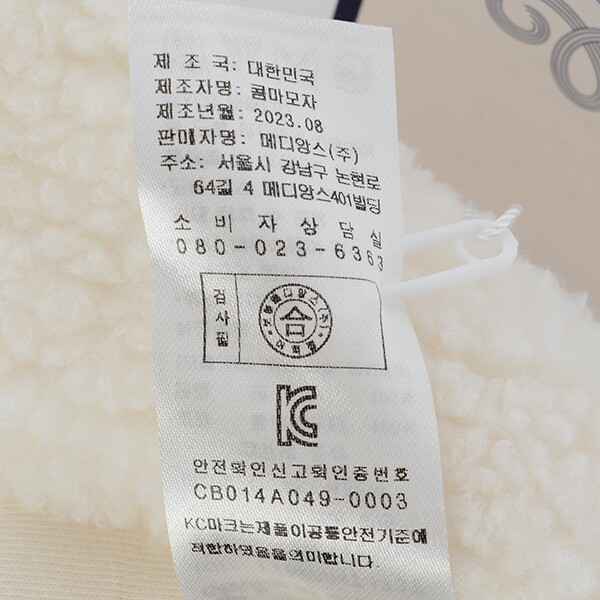 제 조 국: 대한민국
제조자명: 콤마모자
제조년월: 2023.08
판매자명: 메디앙스(주)
주소: 서울시 강남구 논현로
64길 4 메디앙스401빌딩
소 비 자 상 담 실
080-023-6363
검사필
합
KC
안전확인신고확인증번호
CB014A049-0003
KC마크는제품이공통안전기준에
적합하였음을의미합니다.